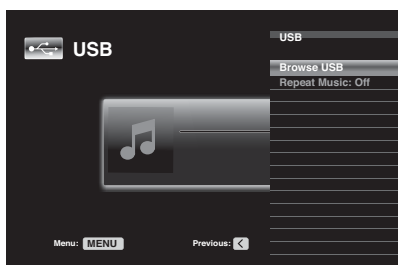 USB
USB
Browse USB
Repeat Music: Off
Menu: MENU
Previous: <